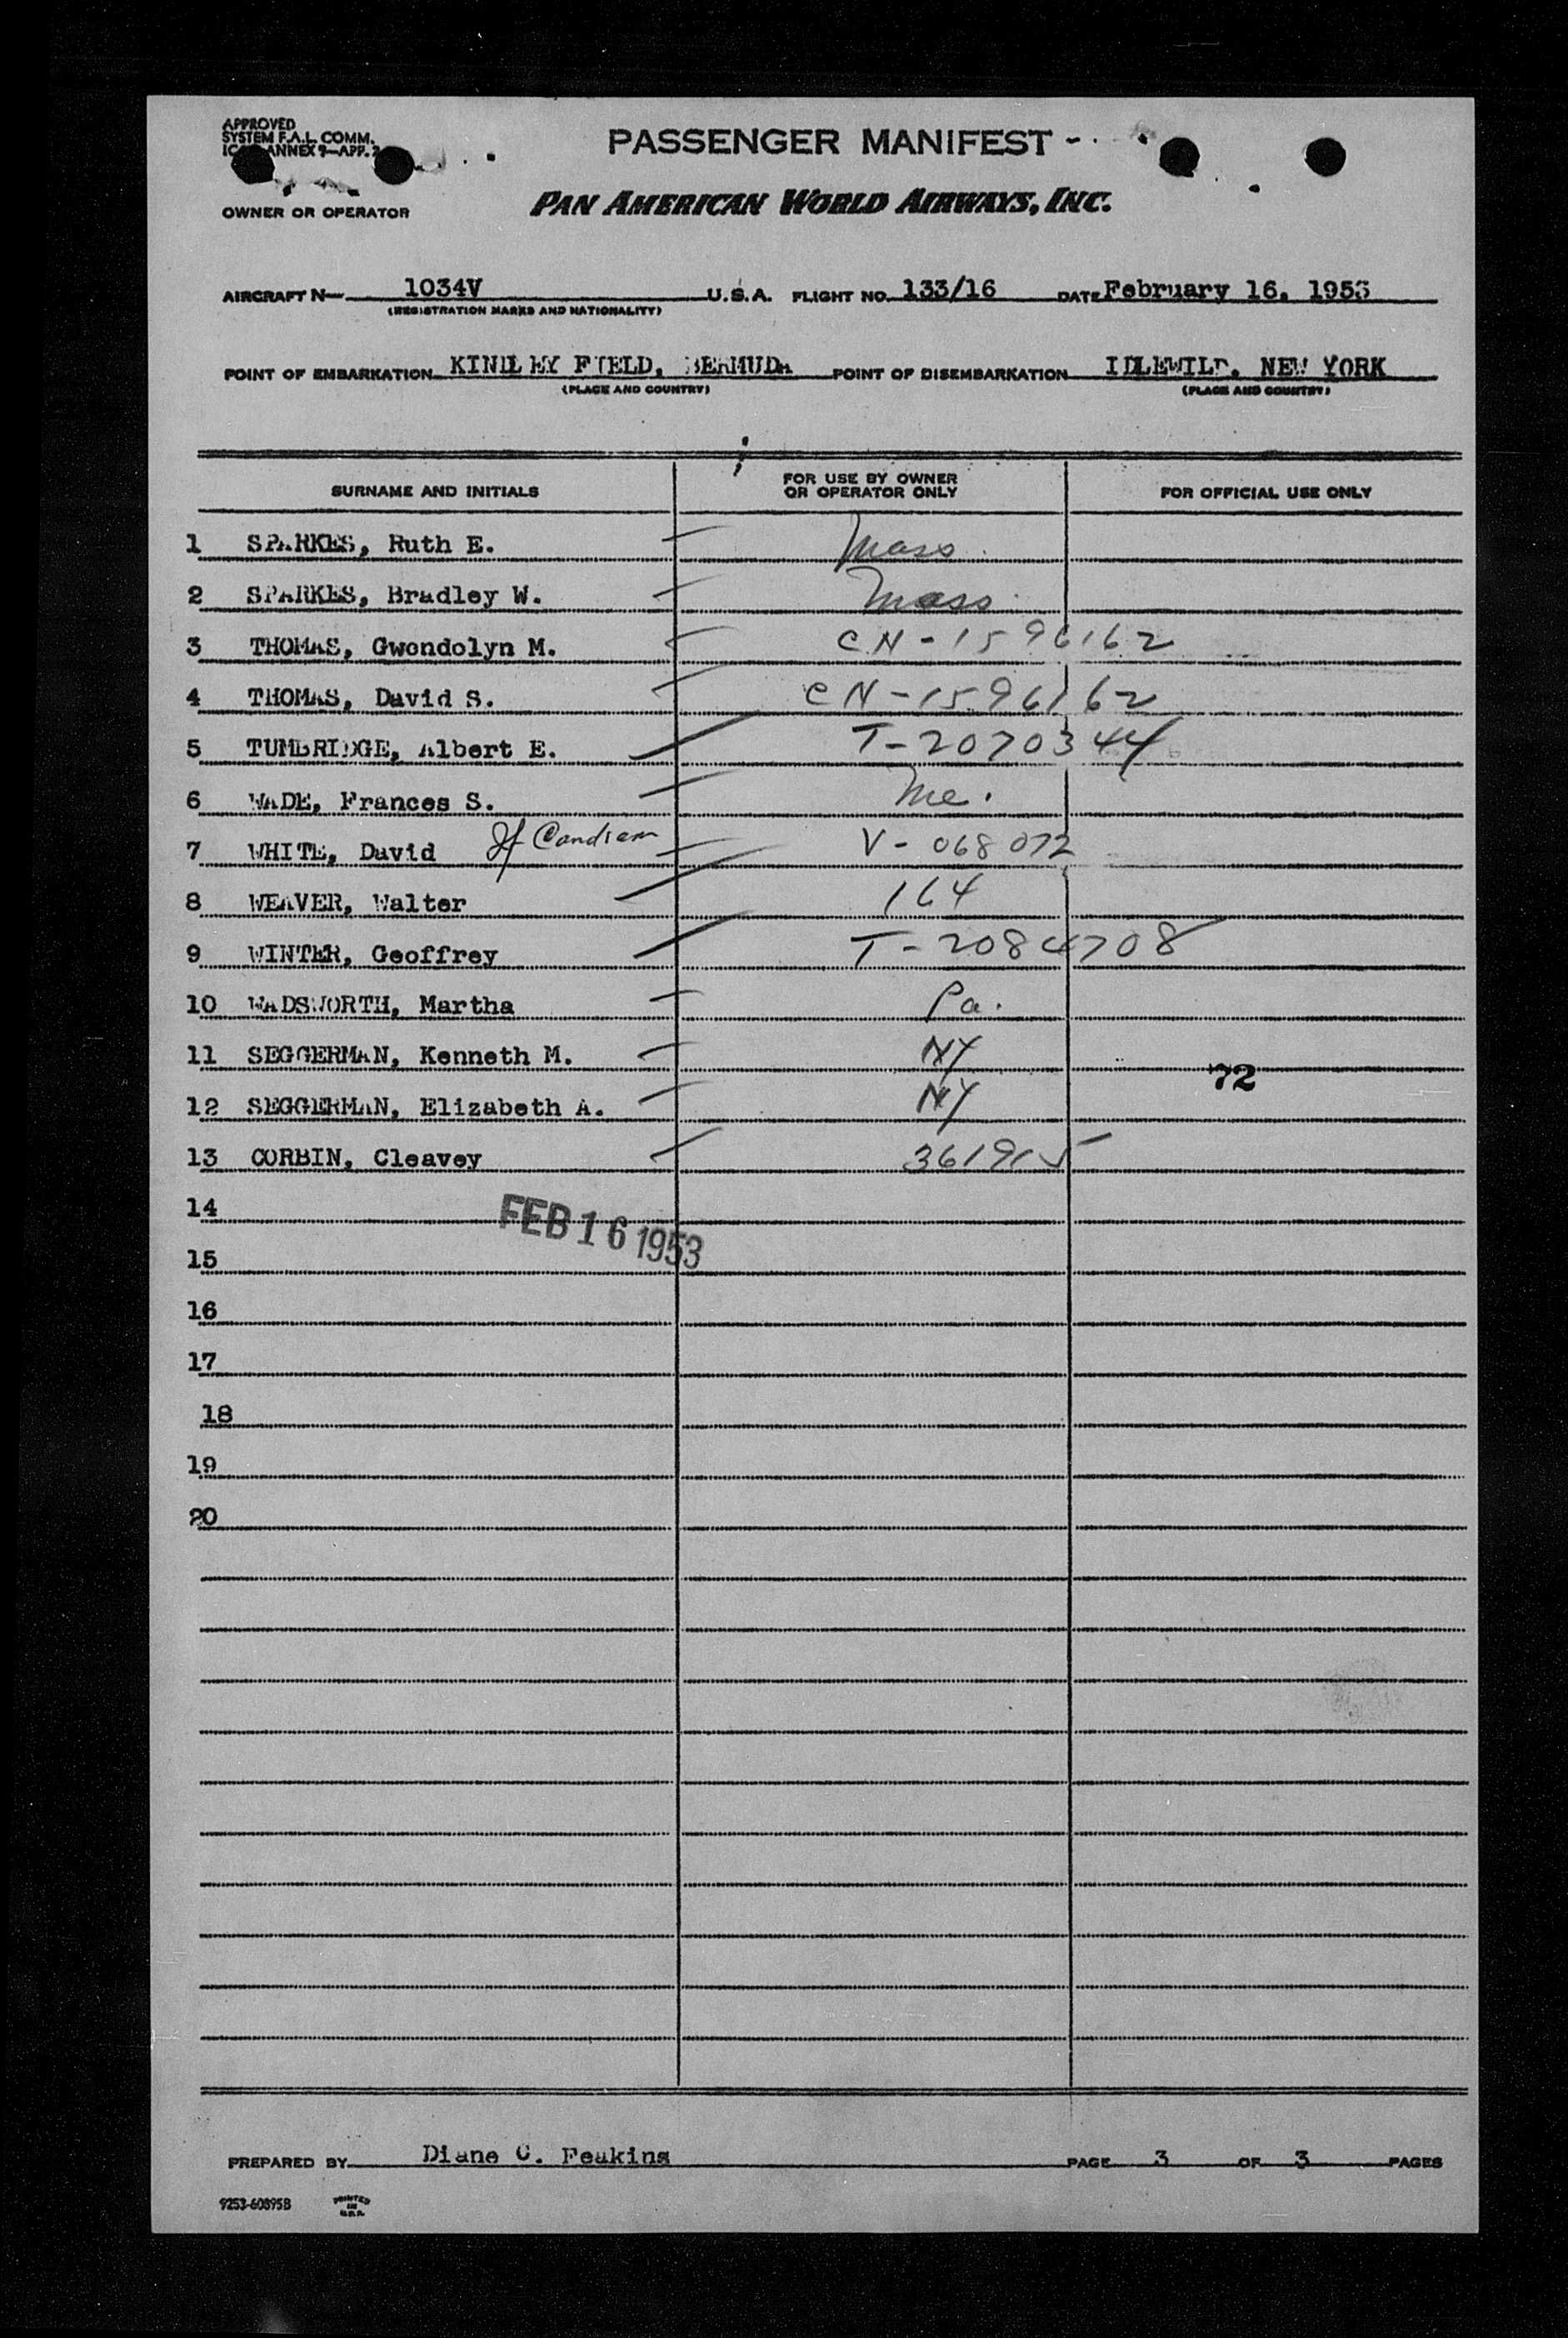 APPROVED
SYSTEM F.A.L. COMM.
ANNEX 9—APP. 2
PASSENGER MANIFEST
OWNER OR OPERATOR
PAN AMERICAN WORLD AIRWAYS, INC.
AIRCRAFT N— 1034V U.S.A. FLIGHT NO. 133/16 DATE February 16, 1953
(REGISTRATION MARKS AND NATIONALITY)
POINT OF EMBARKATION KINDLEY FIELD, BERMUDA POINT OF DISEMBARKATION IDLEWILD, NEW YORK
(PLACE AND COUNTRY) (PLACE AND COUNTRY)
SURNAME AND INITIALS FOR USE BY OWNER OR OPERATOR ONLY FOR OFFICIAL USE ONLY
1 SPARKES, Ruth E. Mass.
2 SPARKES, Bradley W. Mass.
3 THOMAS, Gwendolyn M. CN-1596162
4 THOMAS, David S. CN-1596162
5 TUMBRIDGE, Albert E. T-2070344
6 WADE, Frances S. Me.
7 WHITE, David V-068072
8 WEAVER, Walter 164
9 WINTER, Geoffrey T-2084708
10 WADSWORTH, Martha Pa.
11 SEGGERMAN, Kenneth M. NY
72
12 SEGGERMAN, Elizabeth A. NY
13 CORBIN, Cleavey
14
FEB 16 1953
15
16
17
18
19
20
PREPARED BY Diane C. Feakins PAGE 3 OF 3 PAGES
9253-60895B PRINTED IN U.S.A.